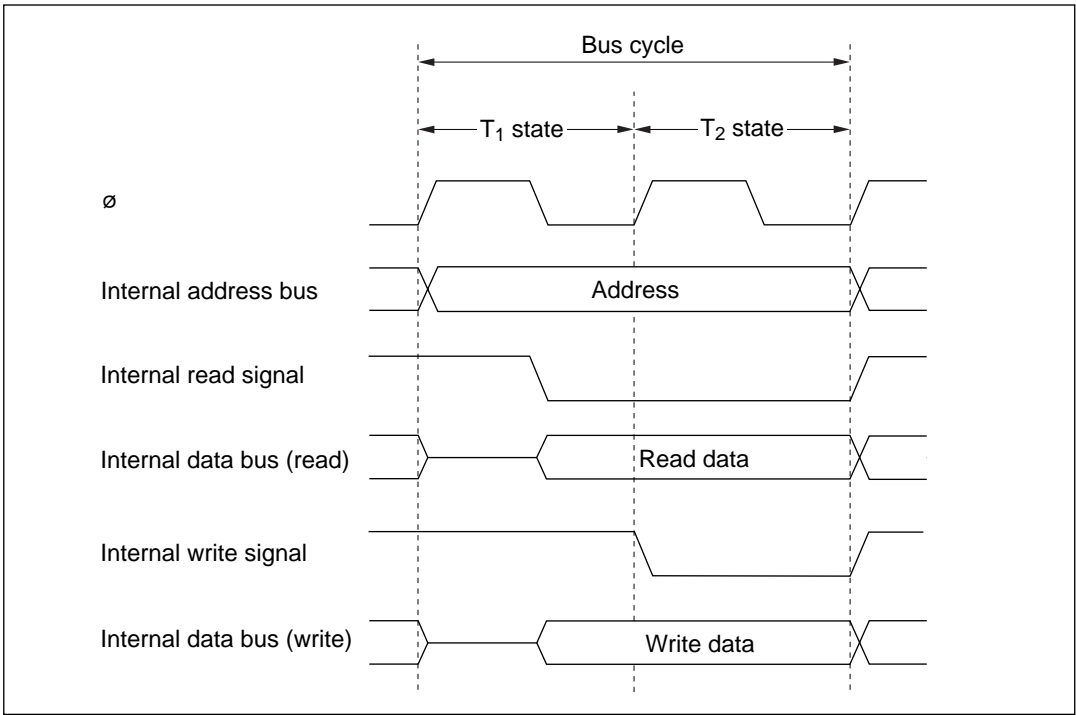 Bus cycle
T₁ state
T₂ state
ø
Internal address bus
Address
Internal read signal
Internal data bus (read)
Read data
Internal write signal
Internal data bus (write)
Write data